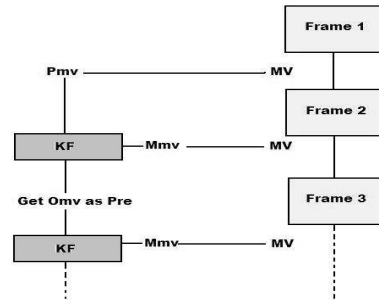 Frame 1
Pmv MV
Frame 2
KF Mmv MV
Get Omv as Pre
Frame 3
KF Mmv MV